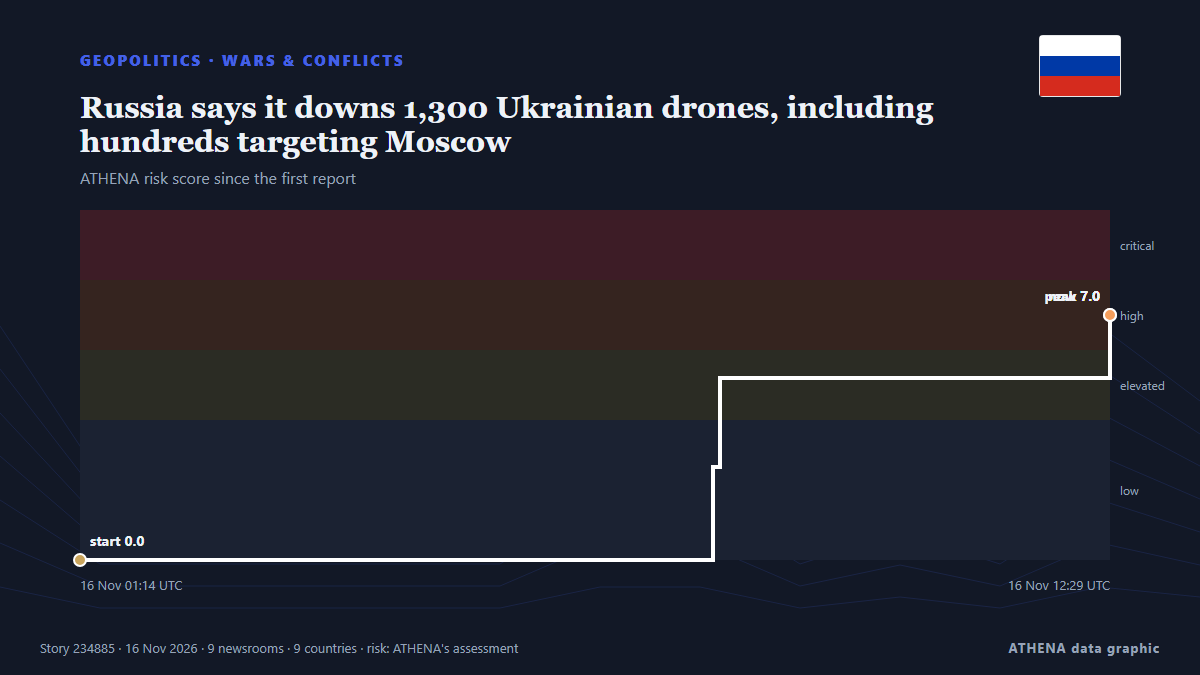 GEOPOLITICS · WARS & CONFLICTS
Russia says it downs 1,300 Ukrainian drones, including
hundreds targeting Moscow
ATHENA risk score since the first report
critical
7.0
high
elevated
low
start 0.0
16 Nov 01:14 UTC
16 Nov 12:29 UTC
Story 234885 · 16 Nov 2026 · 9 newsrooms · 9 countries · risk: ATHENA's assessment
ATHENA data graphic